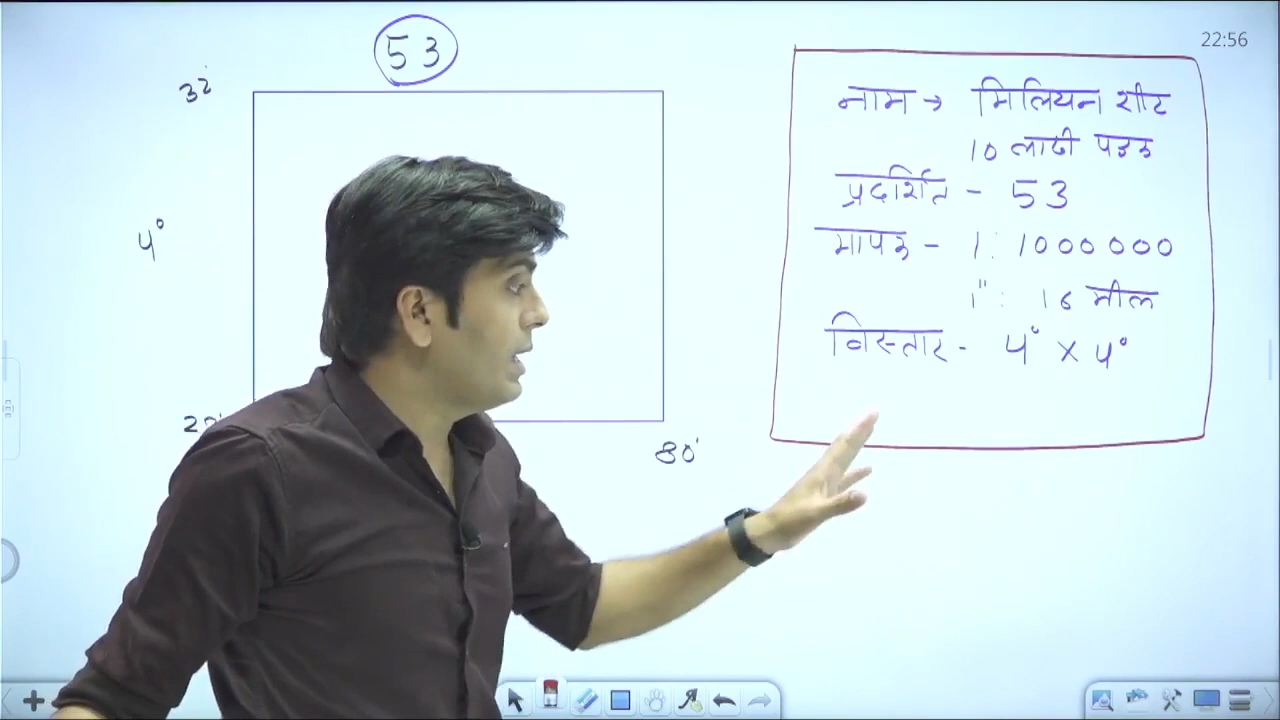 22:56
53
32°
4°
80°
नाम → मिलियन शीट
10 लाखी पत्रक
प्रदर्शित - 53
मापक - 1: 1000000
1": 16 मील
विस्तार - 4° x 4°